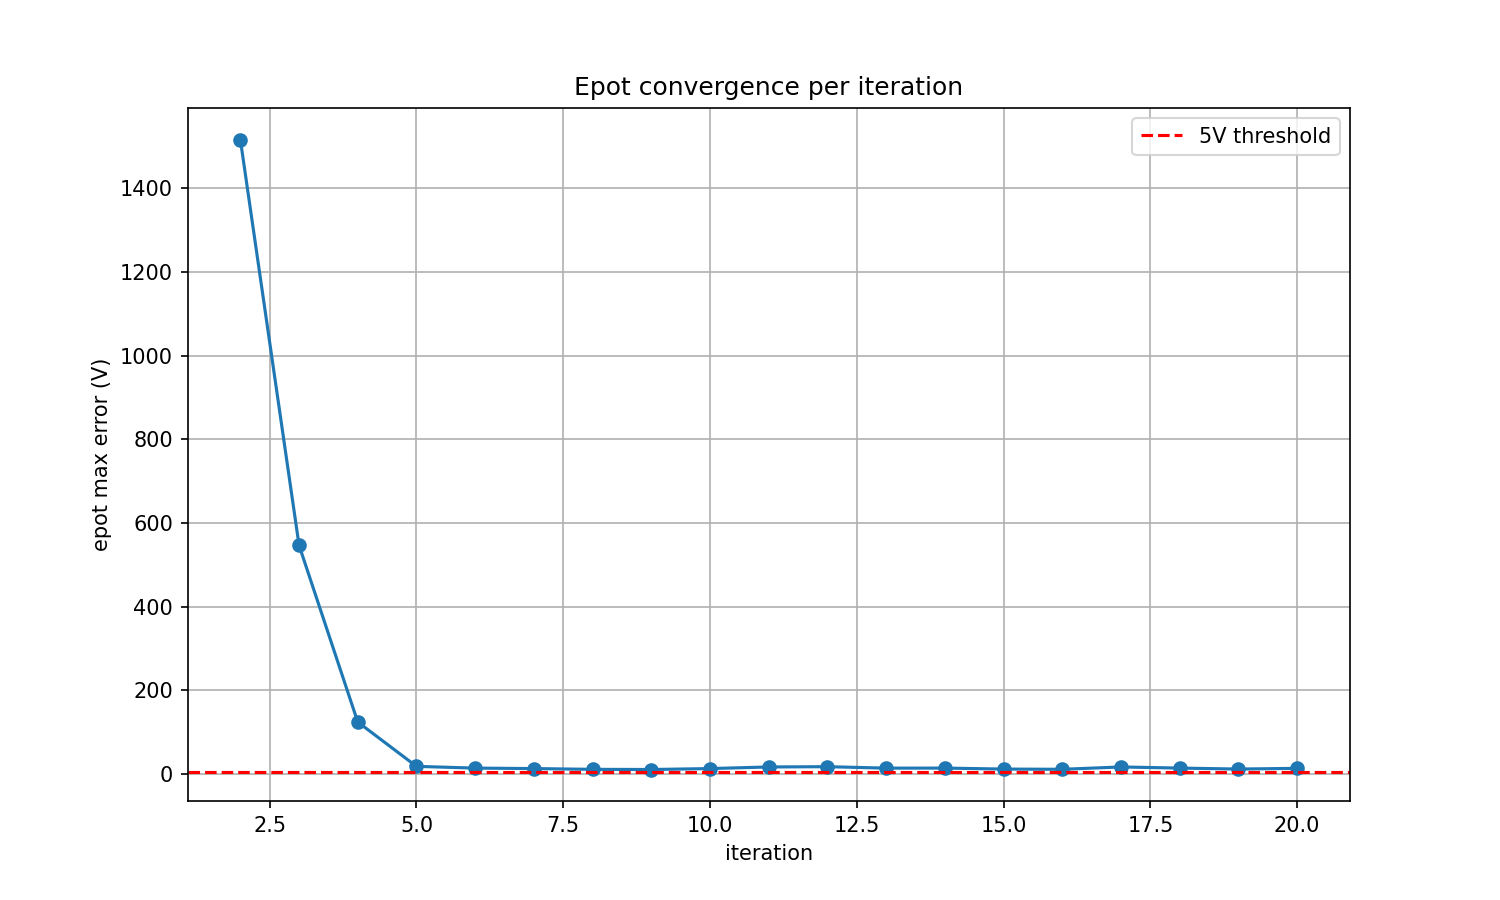 Epot convergence per iteration
5V threshold
epot max error (V)
1400
1200
1000
800
600
400
200
0
2.5 5.0 7.5 10.0 12.5 15.0 17.5 20.0
iteration